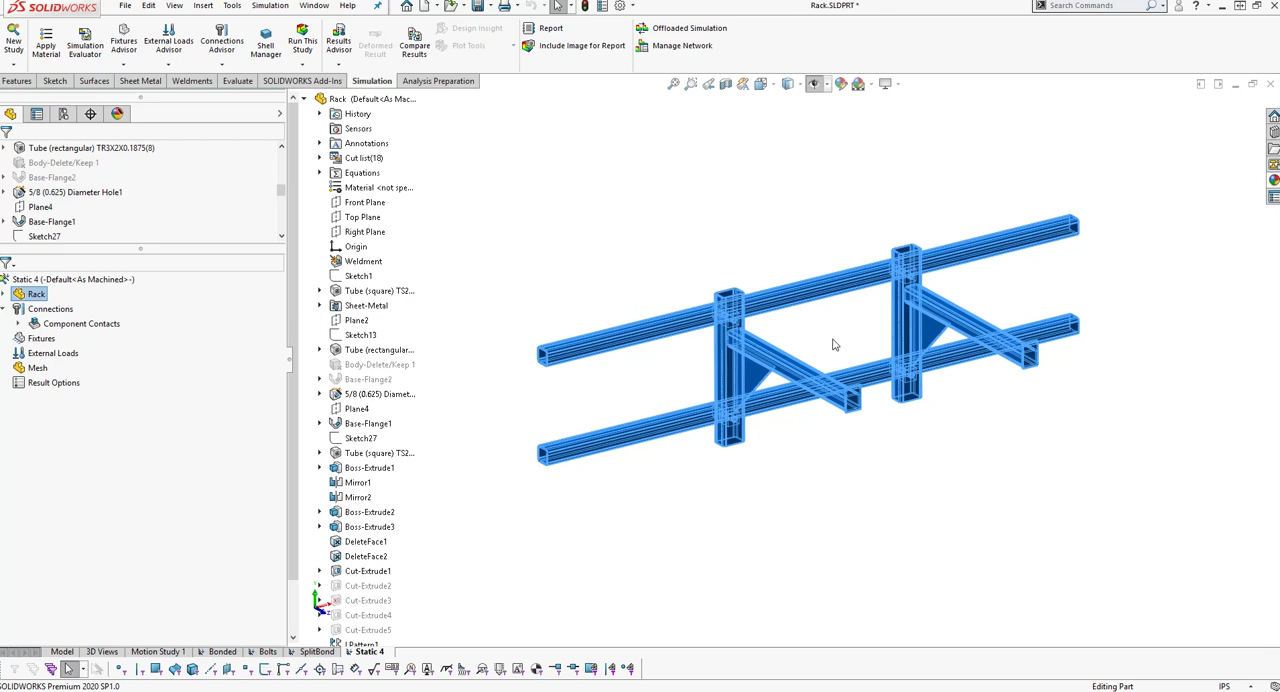 SOLIDWORKS File Edit View Insert Tools Simulation Window Help Rack.SLDPRT * Search Commands
New Study
Apply Material
Simulation Evaluator
Fixtures Advisor
External Loads Advisor
Connections Advisor
Shell Manager
Run This Study
Results Advisor
Deformed Result
Compare Results
Design Insight
Plot Tools
Report
Include Image for Report
Offloaded Simulation
Manage Network
Features Sketch Surfaces Sheet Metal Weldments Evaluate SOLIDWORKS Add-Ins Simulation Analysis Preparation
Tube (rectangular) TR3X2X0.1875(8)
Body-Delete/Keep 1
Base-Flange2
5/8 (0.625) Diameter Hole1
Plane4
Base-Flange1
Sketch27
Static 4 (-Default<As Machined>-)
Rack
Connections
Component Contacts
Fixtures
External Loads
Mesh
Result Options
Rack (Default<As Mac...
History
Sensors
Annotations
Cut list(18)
Equations
Material <not spe...
Front Plane
Top Plane
Right Plane
Origin
Weldment
Sketch1
Tube (square) TS2...
Sheet-Metal
Plane2
Sketch13
Tube (rectangular...
Body-Delete/Keep 1
Base-Flange2
5/8 (0.625) Diamet...
Plane4
Base-Flange1
Sketch27
Tube (square) TS2...
Boss-Extrude1
Mirror1
Mirror2
Boss-Extrude2
Boss-Extrude3
DeleteFace1
DeleteFace2
Cut-Extrude1
Cut-Extrude2
Cut-Extrude3
Cut-Extrude4
Cut-Extrude5
LPattern1
Model 3D Views Motion Study 1 Bonded Bolts SplitBond Static 4
SOLIDWORKS Premium 2020 SP1.0 Editing Part IPS